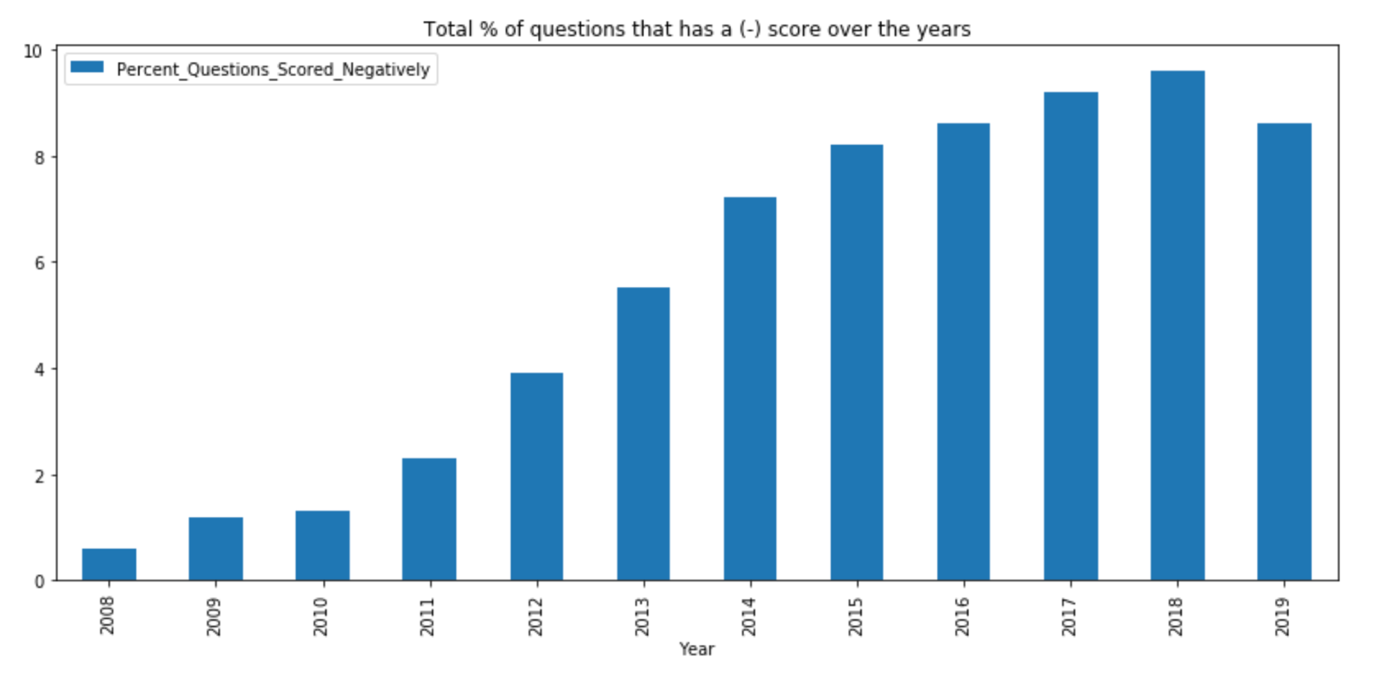 Total % of questions that has a (-) score over the years
Percent_Questions_Scored_Negatively
10
8
6
4
2
0
2008 2009 2010 2011 2012 2013 2014 2015 2016 2017 2018 2019
Year